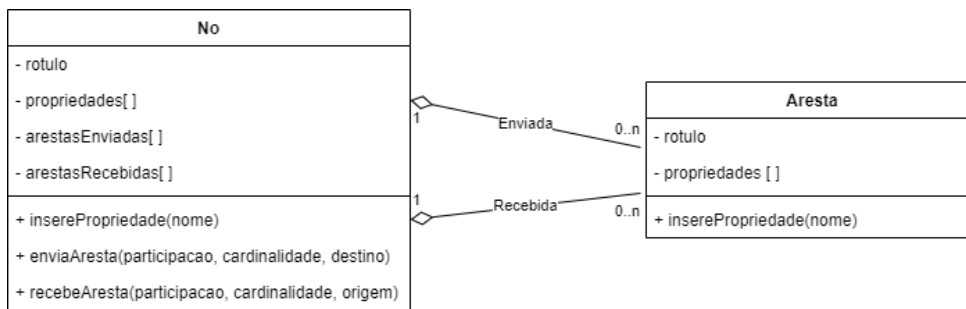 No
- rotulo
- propriedades[ ]
- arestasEnviadas[ ]
- arestasRecebidas[ ]
+ inserePropriedade(nome)
+ enviaAresta(participacao, cardinalidade, destino)
+ recebeAresta(participacao, cardinalidade, origem)
1
Enviada
0..n
1
Recebida
0..n
Aresta
- rotulo
- propriedades [ ]
+ inserePropriedade(nome)